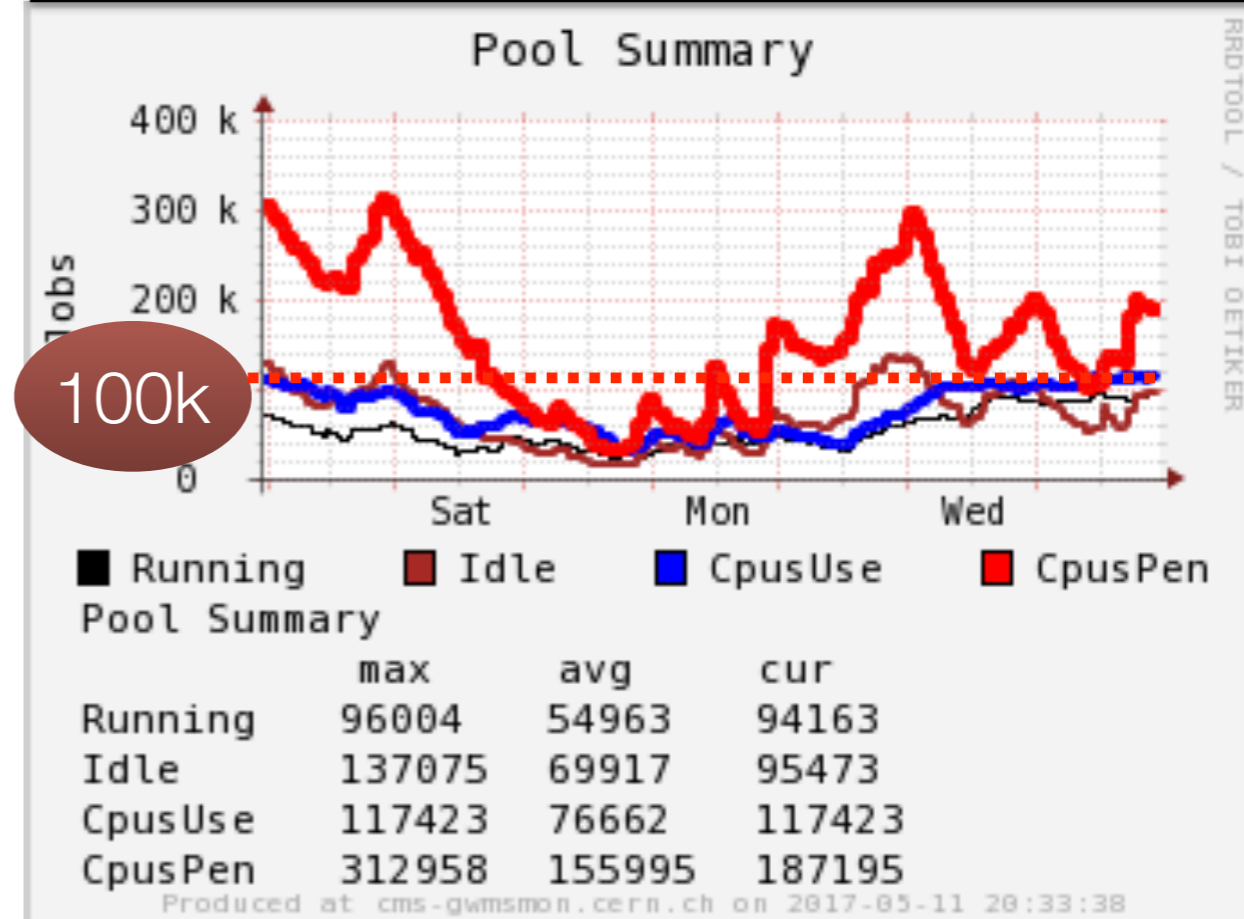 Pool Summary
RRDTOOL / TOBI OETIKER
400 k
300 k
200 k
100k
0
Jobs
Sat Mon Wed
Running Idle CpusUse CpusPen
Pool Summary
max avg cur
Running 96004 54963 94163
Idle 137075 69917 95473
CpusUse 117423 76662 117423
CpusPen 312958 155995 187195
Produced at cms-gwmsmon.cern.ch on 2017-05-11 20:33:38